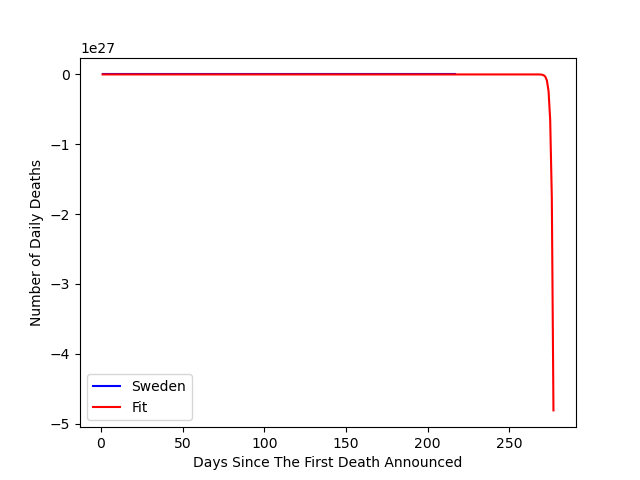 1e27
0
−1
−2
−3
−4
−5
Number of Daily Deaths
Sweden
Fit
0 50 100 150 200 250
Days Since The First Death Announced